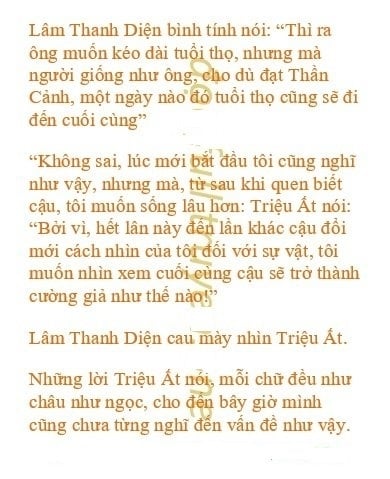 Lâm Thanh Diện bình tính nói: “Thì ra
ông muốn kéo dài tuổi thọ, nhưng mà
người giống như ông, cho dù đạt Thần
Cảnh, một ngày nào đó tuổi thọ cũng sẽ đi
đến cuối cùng”
“Không sai, lúc mới bắt đầu tôi cũng nghĩ
như vậy, nhưng mà, từ sau khi quen biết
cậu, tôi muốn sống lâu hơn: Triệu Ất nói:
“Bởi vì, hết lần này đến lần khác cậu đổi
mới cách nhìn của tôi đối với sự vật, tôi
muốn nhìn xem cuối cùng cậu sẽ trở thành
cường giả như thế nào!”
Lâm Thanh Diện cau mày nhìn Triệu Ất.
Những lời Triệu Ất nói, mỗi chữ đều như
châu như ngọc, cho đến bây giờ mình
cũng chưa từng nghĩ đến vấn đề như vậy.